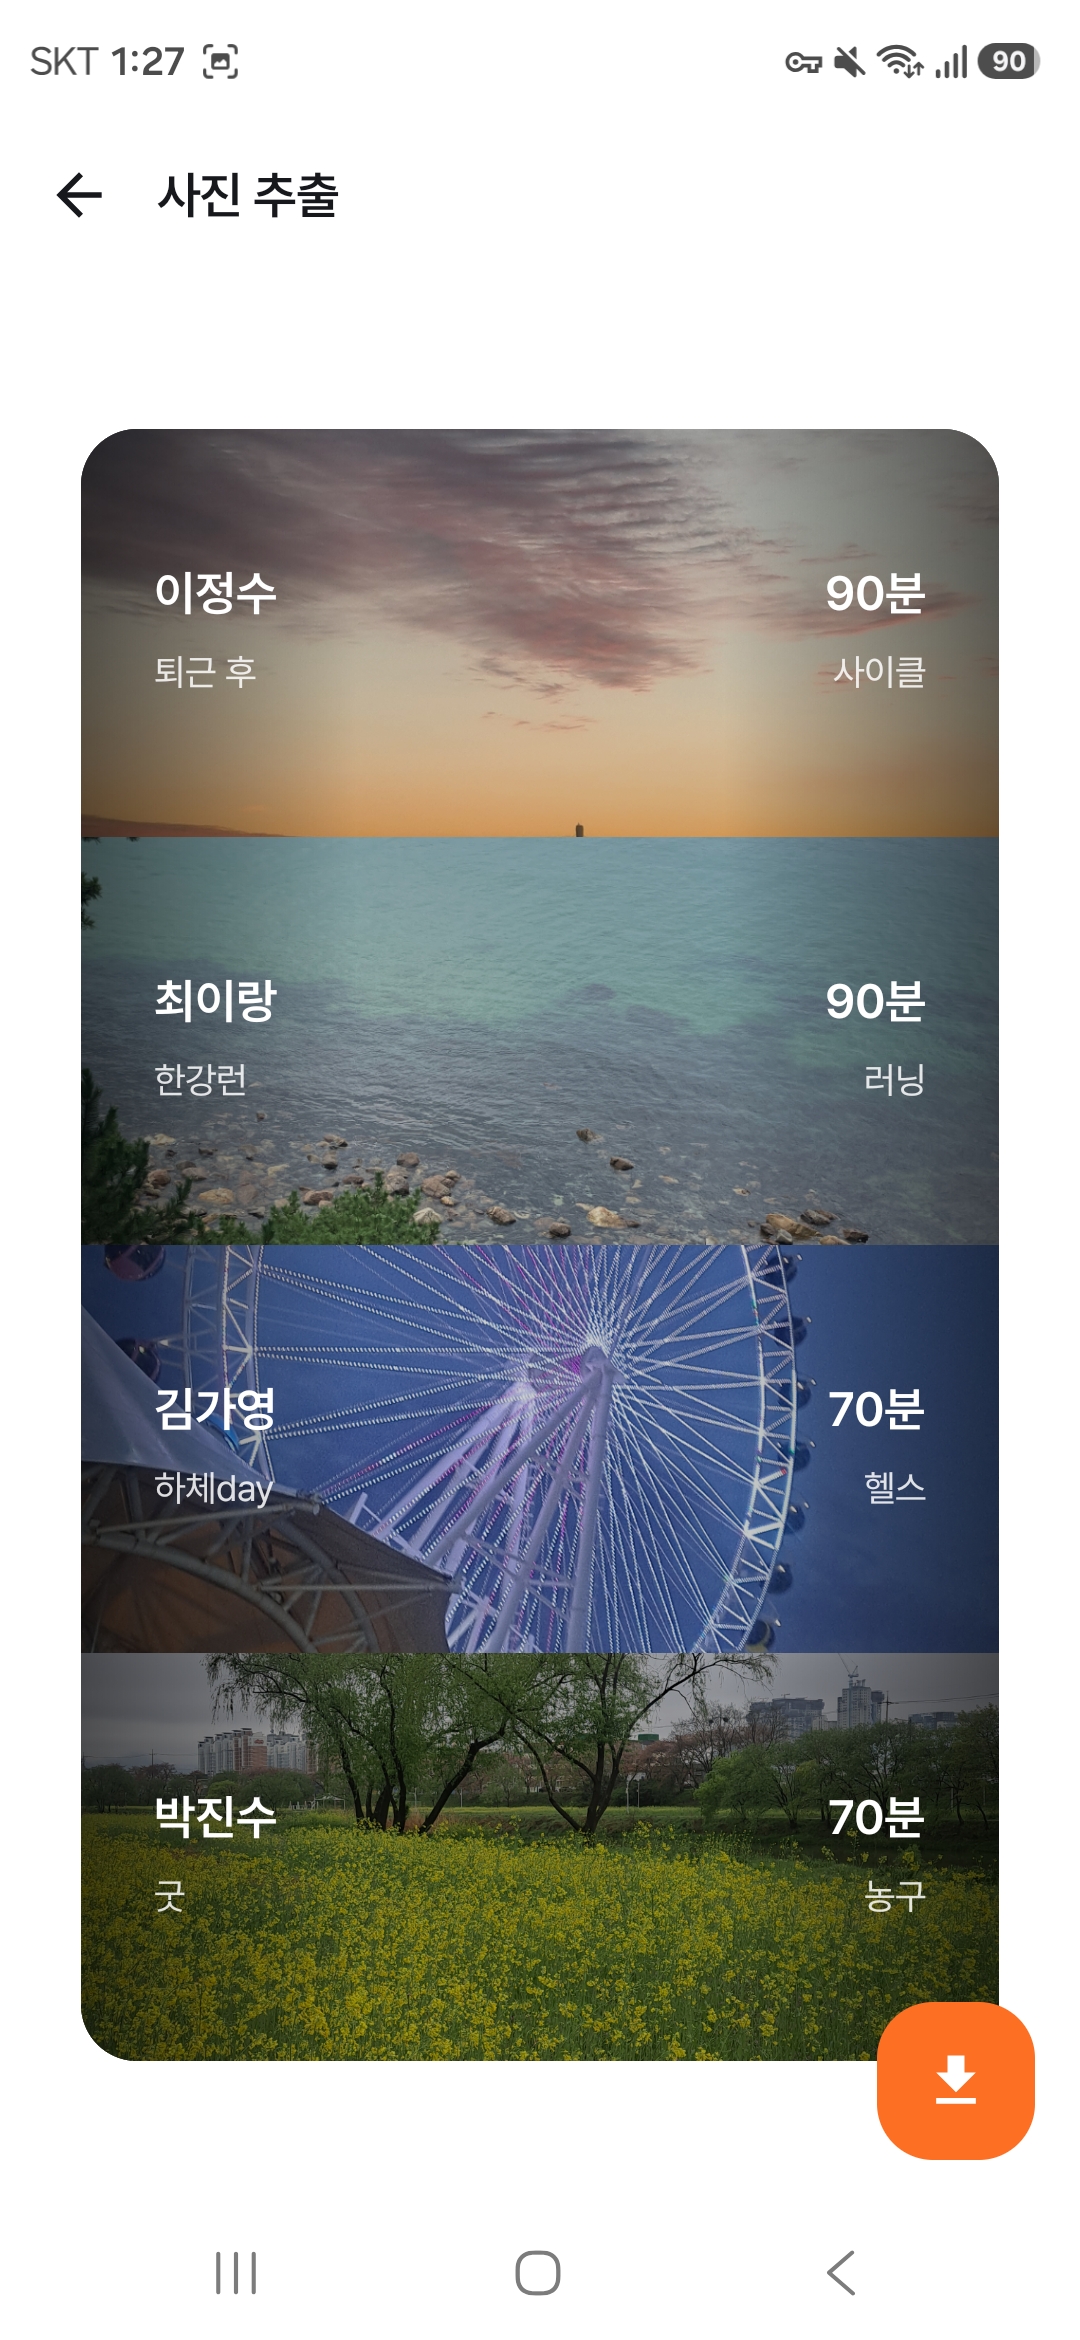 SKT 1:27 90
사진 추출
이정수 90분
퇴근 후 사이클
최이랑 90분
한강런 러닝
김가영 70분
하체day 헬스
박진수 70분
굿 농구